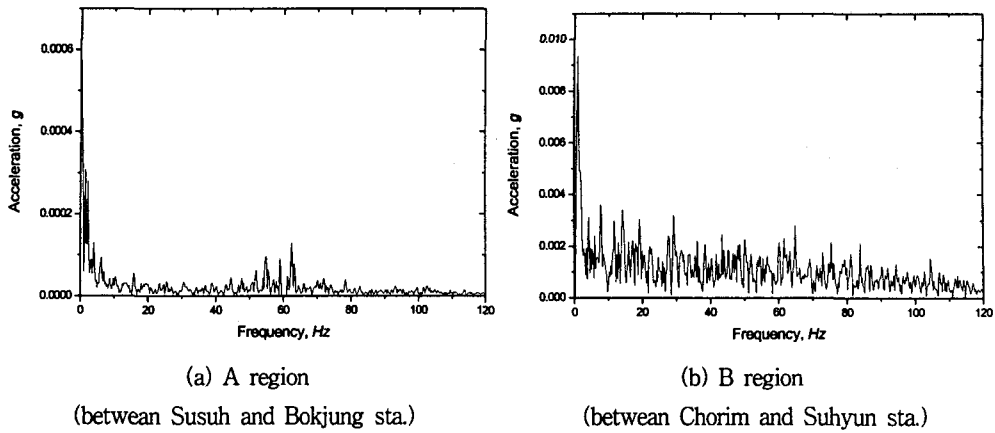 0.0006
0.0004
0.0002
0.0000
Acceleration, g
0 20 40 60 80 100 120
Frequency, Hz
(a) A region
(betwean Susuh and Bokjung sta.)
0.010
0.008
0.006
0.004
0.002
0.000
Acceleration, g
0 20 40 60 80 100 120
Frequency, Hz
(b) B region
(betwean Chorim and Suhyun sta.)